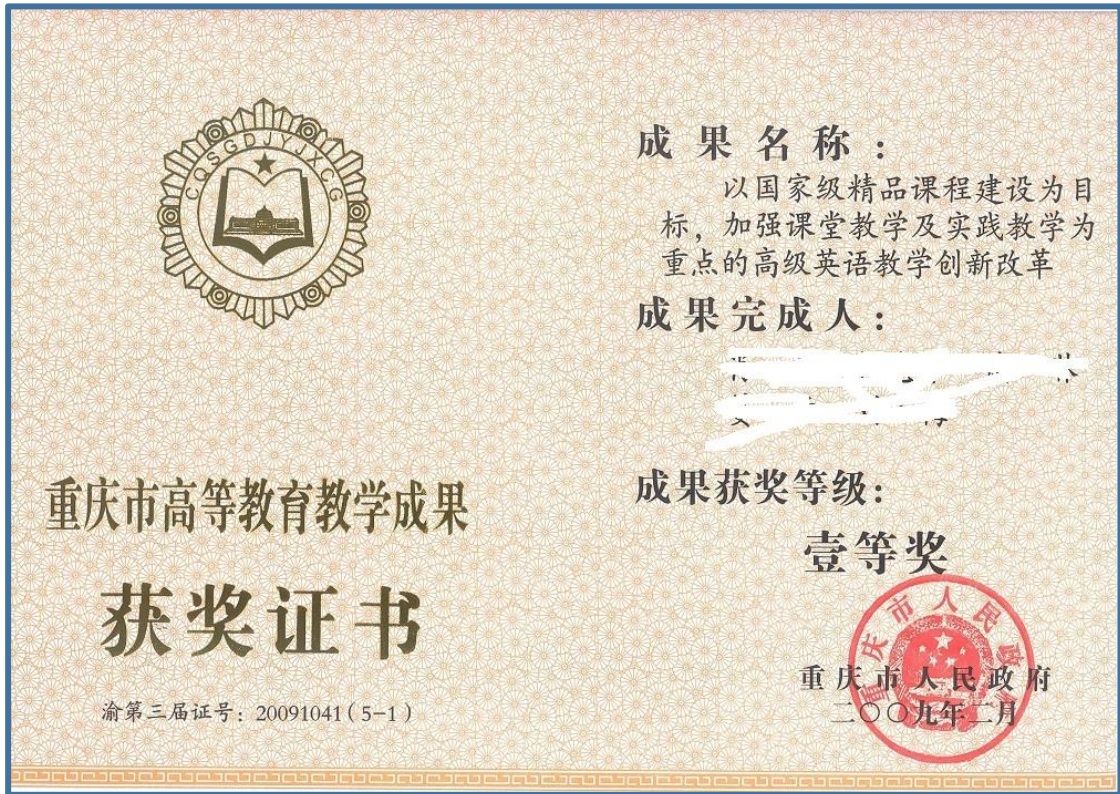 CQSGDJYJXCG
重庆市高等教育教学成果
获奖证书
渝第三届证号：20091041（5-1）
成果名称：
以国家级精品课程建设为目
标，加强课堂教学及实践教学为
重点的高级英语教学创新改革
成果完成人：
成果获奖等级：
壹等奖
重庆市人民政府
重庆市人民政府
二〇〇九年二月